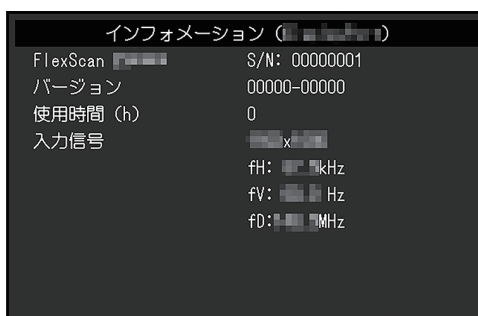 インフォメーション ( )
FlexScan S/N: 00000001
バージョン 00000-00000
使用時間 (h) 0
入力信号 x
fH: kHz
fV: Hz
fD: MHz